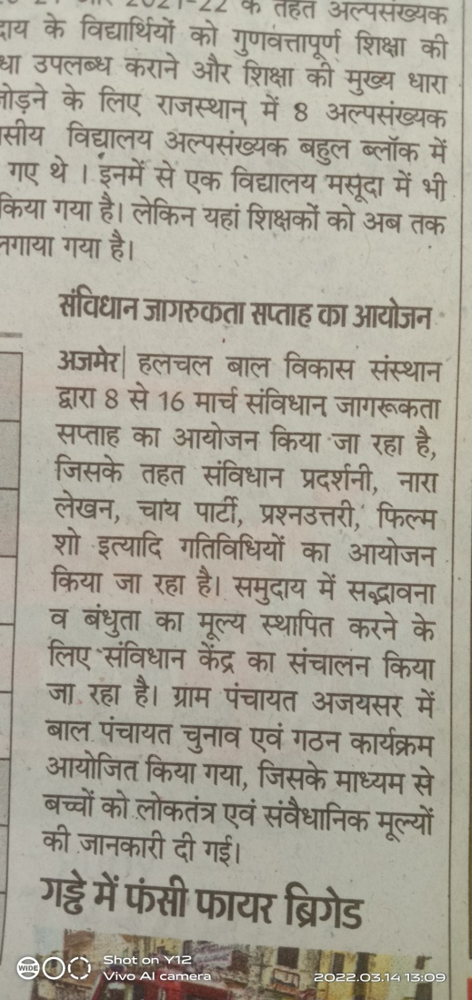 के तहत अल्पसंख्यक
के विद्यार्थियों को गुणवत्तापूर्ण शिक्षा की
उपलब्ध कराने और शिक्षा की मुख्य धारा
के लिए राजस्थान में 8 अल्पसंख्यक
विद्यालय अल्पसंख्यक बहुल ब्लॉक में
गए थे । इनमें से एक विद्यालय मसूदा में भी
किया गया है। लेकिन यहां शिक्षकों को अब तक
लगाया गया है।
संविधान जागरुकता सप्ताह का आयोजन
अजमेर| हलचल बाल विकास संस्थान
द्वारा 8 से 16 मार्च संविधान जागरूकता
सप्ताह का आयोजन किया जा रहा है,
जिसके तहत संविधान प्रदर्शनी, नारा
लेखन, चाय पार्टी, प्रश्नउत्तरी, फिल्म
शो इत्यादि गतिविधियों का आयोजन
किया जा रहा है। समुदाय में सद्भावना
व बंधुता का मूल्य स्थापित करने के
लिए संविधान केंद्र का संचालन किया
जा रहा है। ग्राम पंचायत अजयसर में
बाल पंचायत चुनाव एवं गठन कार्यक्रम
आयोजित किया गया, जिसके माध्यम से
बच्चों को लोकतंत्र एवं संवैधानिक मूल्यों
की जानकारी दी गई।
गड्ढे में फंसी फायर ब्रिगेड
WIDE
Shot on Y12
Vivo AI camera
2022.03.14 13:09